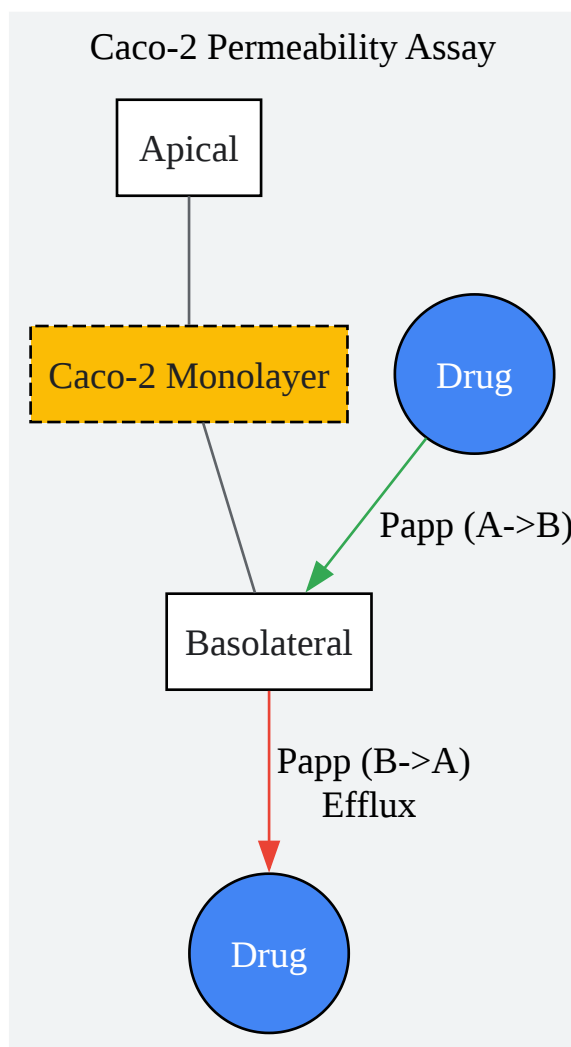 Caco-2 Permeability Assay
Apical
Caco-2 Monolayer
Drug
Papp (A->B)
Basolateral
Papp (B->A)
Efflux
Drug